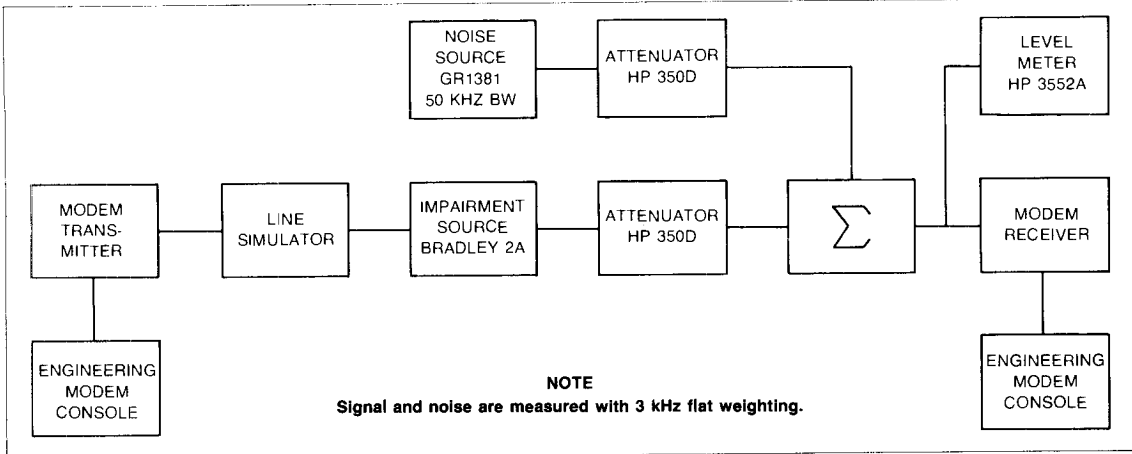 NOISE
SOURCE
GR1381
50 KHZ BW
ATTENUATOR
HP 350D
LEVEL
METER
HP 3552A
MODEM
TRANS-
MITTER
LINE
SIMULATOR
IMPAIRMENT
SOURCE
BRADLEY 2A
ATTENUATOR
HP 350D
Σ
MODEM
RECEIVER
ENGINEERING
MODEM
CONSOLE
ENGINEERING
MODEM
CONSOLE
NOTE
Signal and noise are measured with 3 kHz flat weighting.